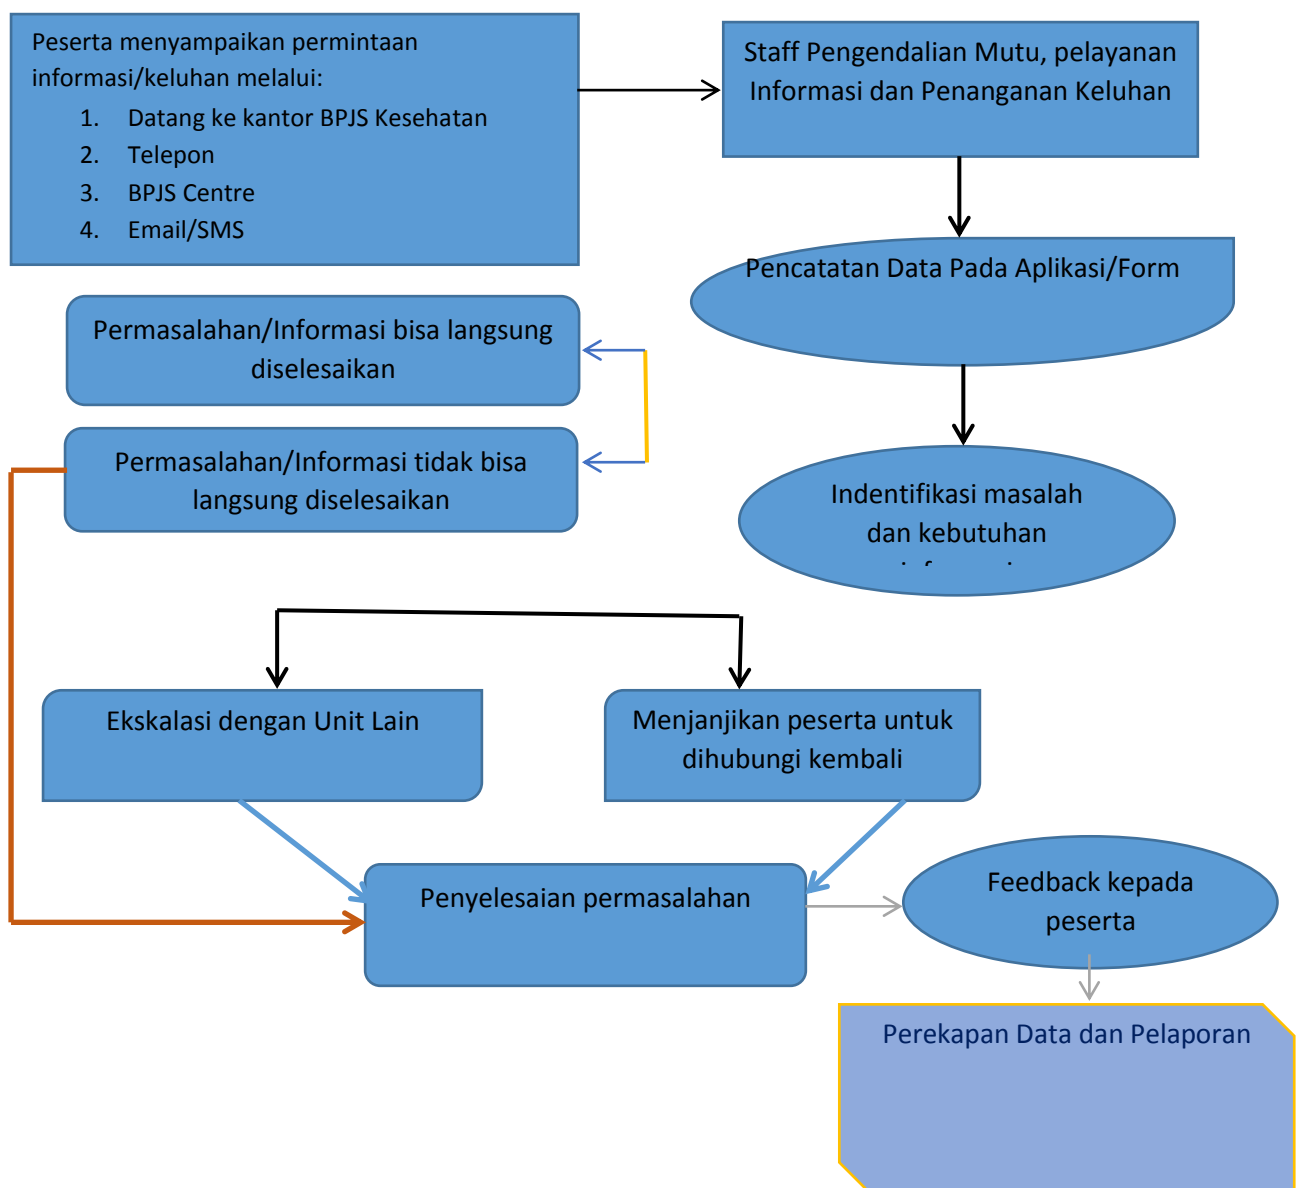 Peserta menyampaikan permintaan
informasi/keluhan melalui:
1. Datang ke kantor BPJS Kesehatan
2. Telepon
3. BPJS Centre
4. Email/SMS
Staff Pengendalian Mutu, pelayanan
Informasi dan Penanganan Keluhan
Pencatatan Data Pada Aplikasi/Form
Permasalahan/Informasi bisa langsung
diselesaikan
Permasalahan/Informasi tidak bisa
langsung diselesaikan
Indentifikasi masalah
dan kebutuhan
Ekskalasi dengan Unit Lain
Menjanjikan peserta untuk
dihubungi kembali
Penyelesaian permasalahan
Feedback kepada
peserta
Perekapan Data dan Pelaporan